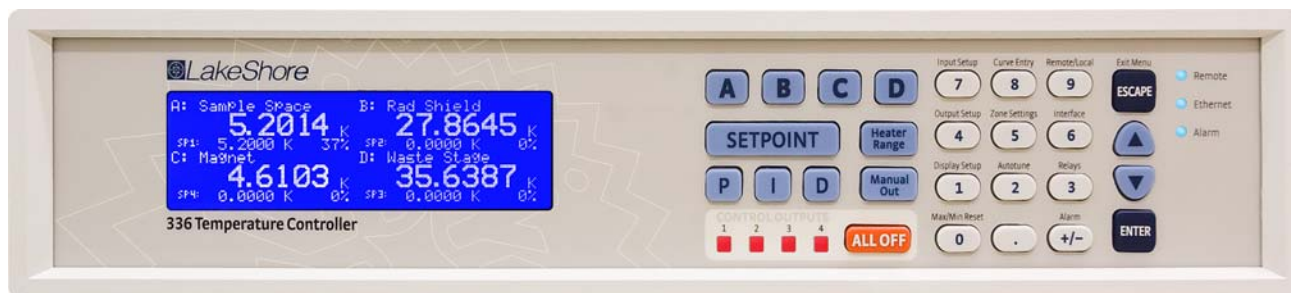 LakeShore
A: Sample Space B: Rad Shield
5.2014 K 27.8645 K
SP1: 5.2000 K 37% SP2: 0.0000 K 0%
C: Magnet D: Waste Stage
4.6103 K 35.6387 K
SP4: 0.0000 K 0% SP3: 0.0000 K 0%
336 Temperature Controller
A B C D
SETPOINT Heater Range
P I D Manual Out
CONTROL OUTPUTS
1 2 3 4
ALL OFF
Input Setup Curve Entry Remote/Local
7 8 9
Output Setup Zone Settings Interface
4 5 6
Display Setup Autotune Relays
1 2 3
Max/Min Reset Alarm
0 . +/-
Exit Menu
ESCAPE
ENTER
Remote
Ethernet
Alarm